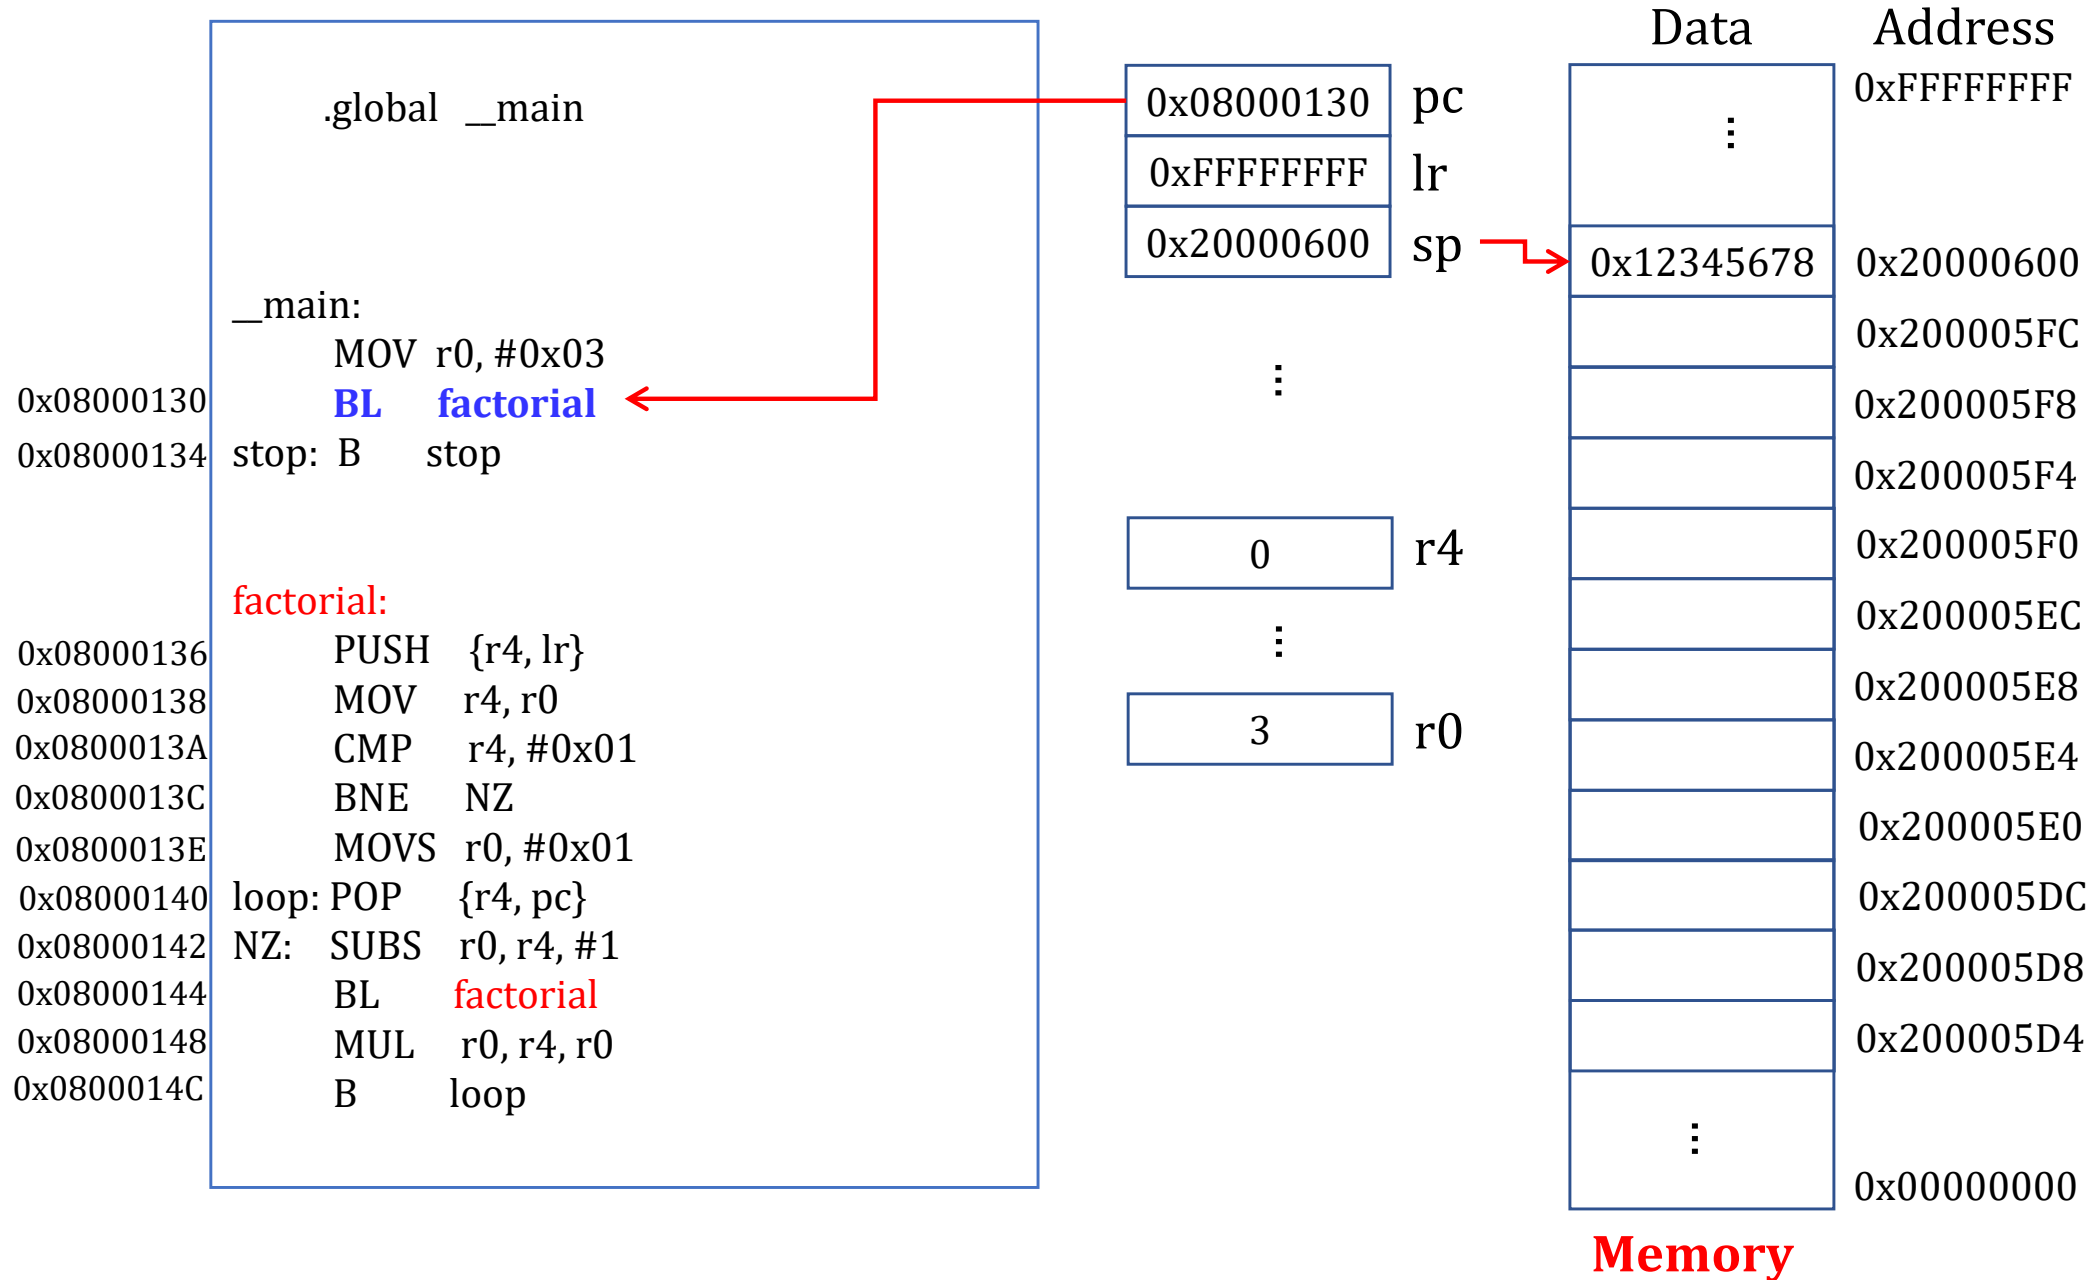 .global __main
__main:
MOV r0, #0x03
0x08000130 BL factorial
0x08000134 stop: B stop
factorial:
0x08000136 PUSH {r4, lr}
0x08000138 MOV r4, r0
0x0800013A CMP r4, #0x01
0x0800013C BNE NZ
0x0800013E MOVS r0, #0x01
0x08000140 loop: POP {r4, pc}
0x08000142 NZ: SUBS r0, r4, #1
0x08000144 BL factorial
0x08000148 MUL r0, r4, r0
0x0800014C B loop
0x08000130 pc
0xFFFFFFFF lr
0x20000600 sp
⋮
0 r4
⋮
3 r0
Data Address
0xFFFFFFFF
⋮
0x12345678 0x20000600
0x200005FC
0x200005F8
0x200005F4
0x200005F0
0x200005EC
0x200005E8
0x200005E4
0x200005E0
0x200005DC
0x200005D8
0x200005D4
⋮
0x00000000
Memory